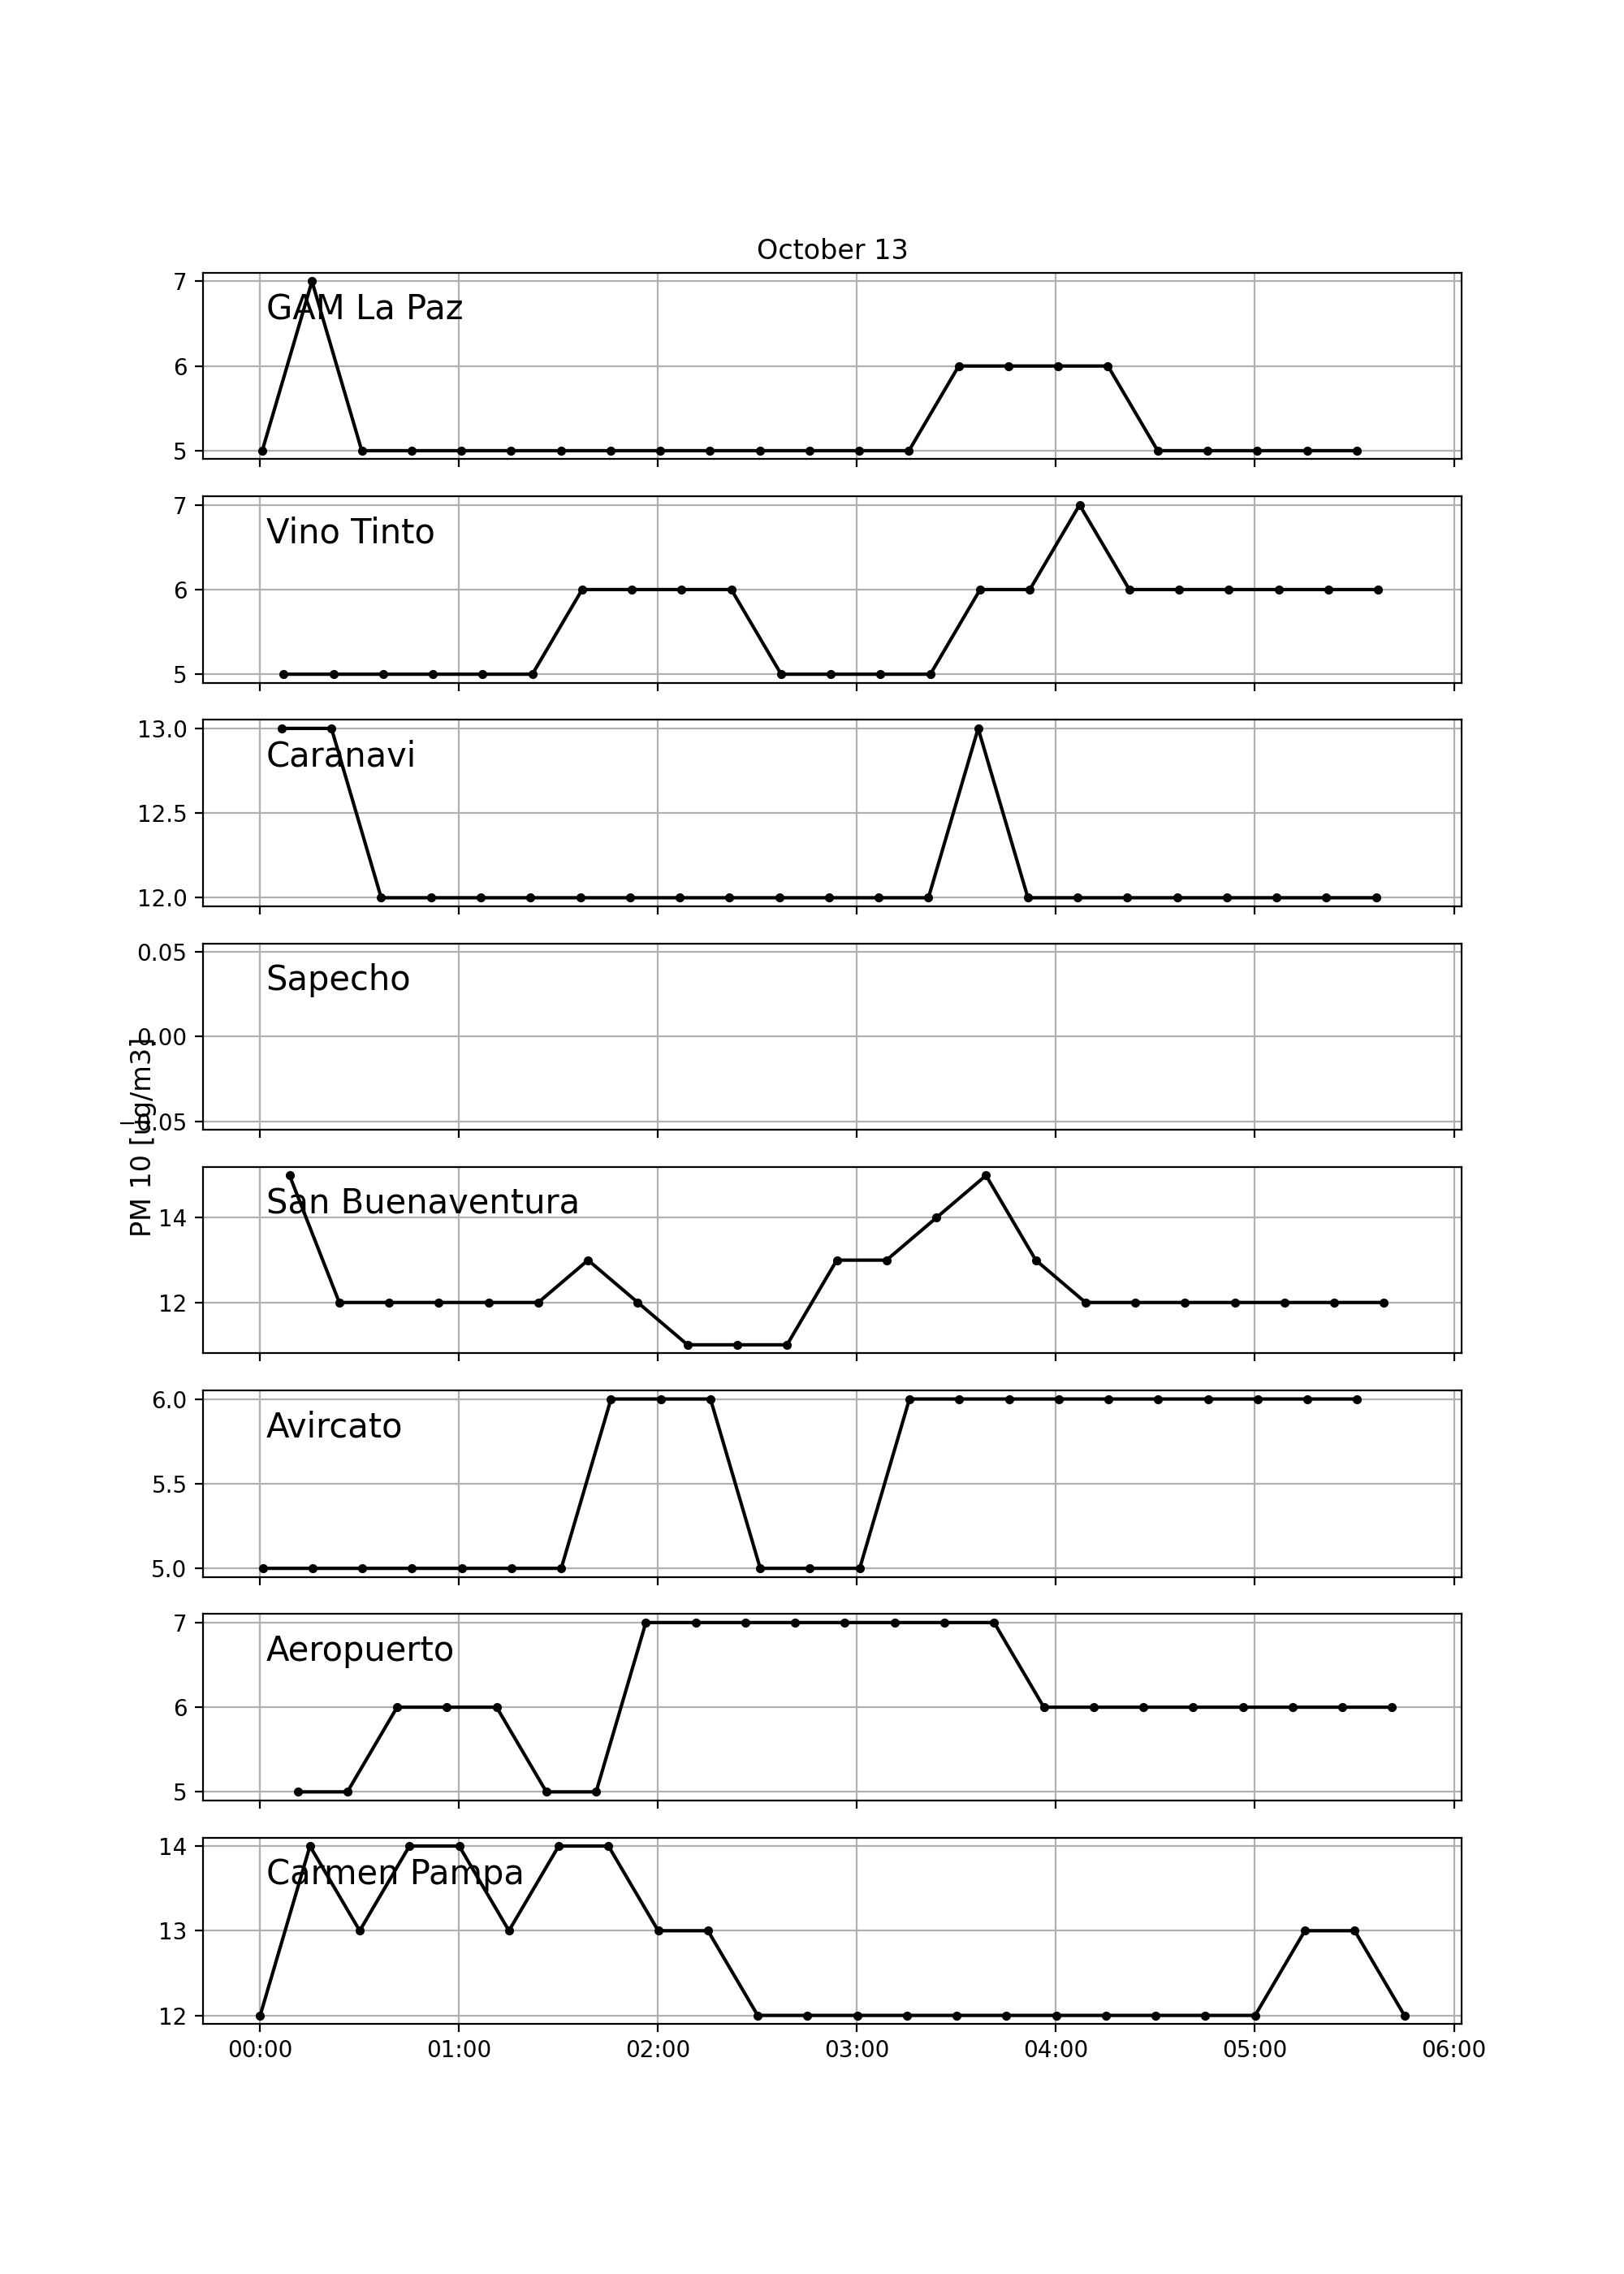 October 13
7
GAM La Paz
6
5
7
Vino Tinto
6
5
13.0
Caranavi
12.5
12.0
0.05
Sapecho
0.00
−0.05
PM 10 [ug/m3]
San Buenaventura
14
12
6.0
Avircato
5.5
5.0
7
Aeropuerto
6
5
14
Carmen Pampa
13
12
00:00 01:00 02:00 03:00 04:00 05:00 06:00